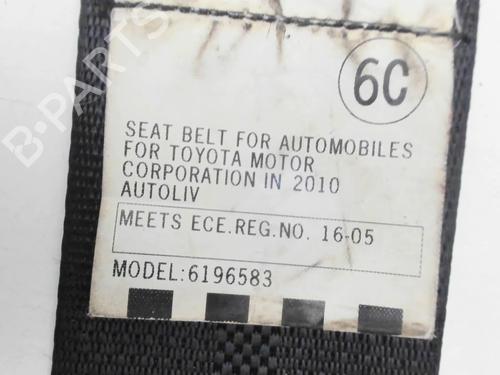 B-PARTS
6C
SEAT BELT FOR AUTOMOBILES
FOR TOYOTA MOTOR
CORPORATION IN 2010
AUTOLIV
MEETS ECE.REG.NO. 16-05
MODEL:6196583